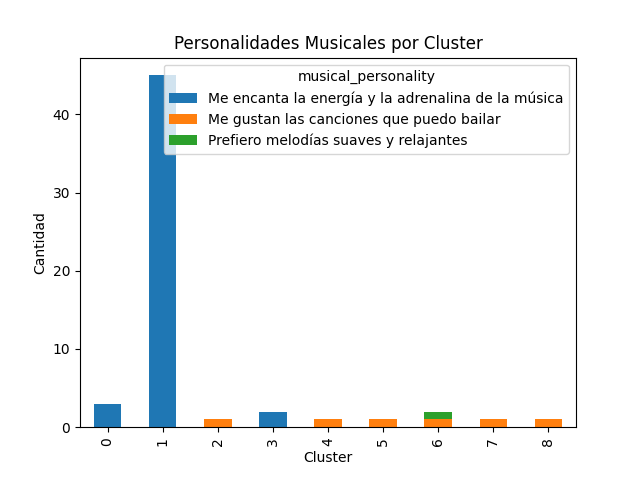 Personalidades Musicales por Cluster
musical_personality
Me encanta la energía y la adrenalina de la música
Me gustan las canciones que puedo bailar
Prefiero melodías suaves y relajantes
Cantidad
40
30
20
10
0
0 1 2 3 4 5 6 7 8
Cluster